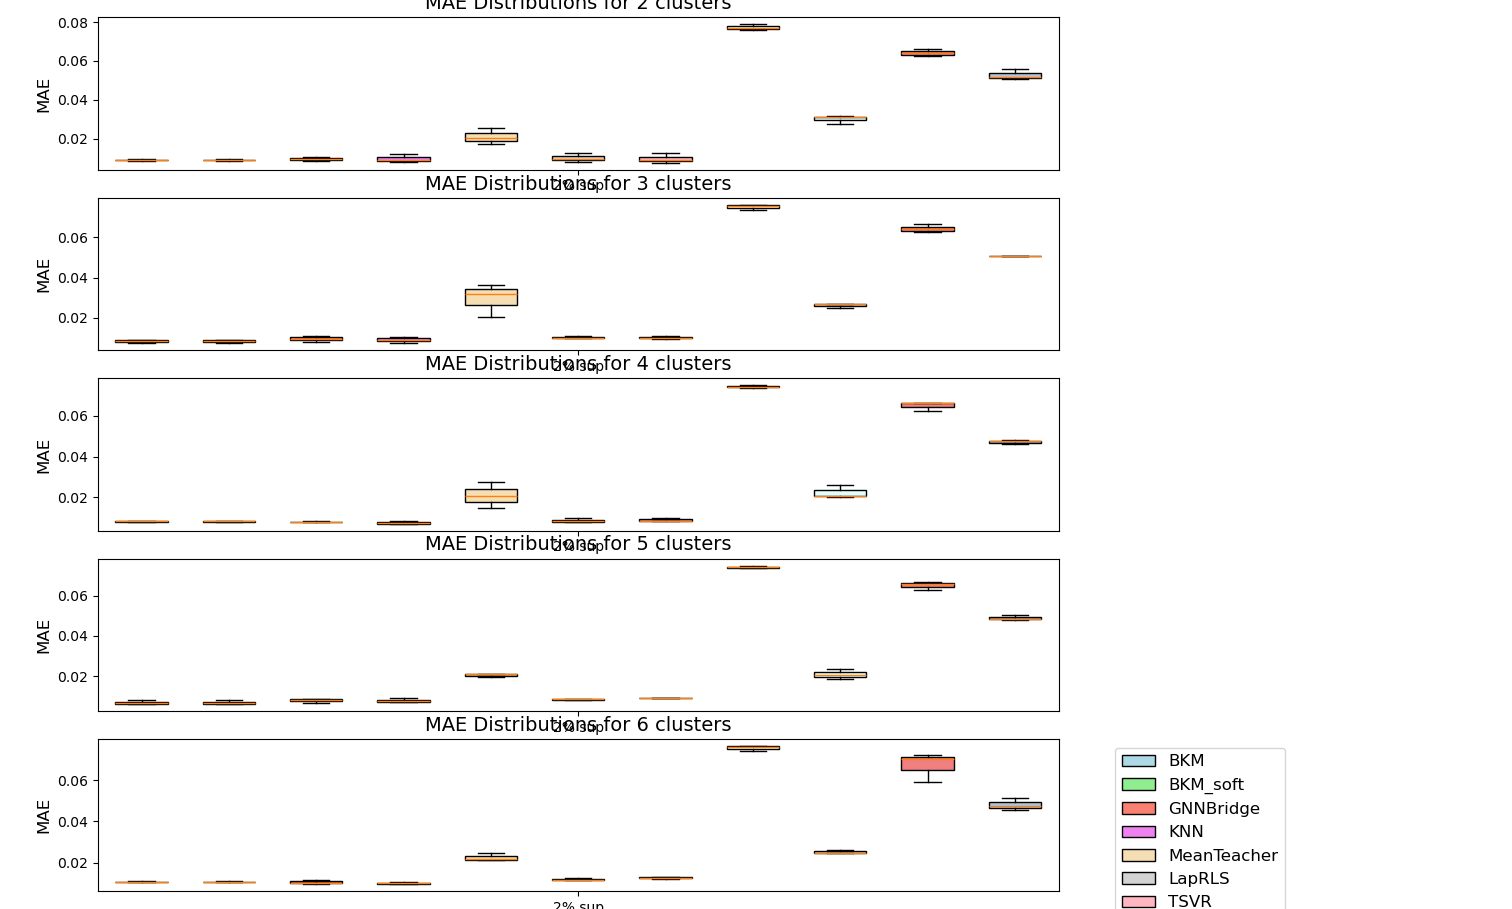 MAE Distributions for 2 clusters
0.08
0.06
0.04
0.02
MAE
2% sup
MAE Distributions for 3 clusters
0.06
0.04
0.02
MAE
2% sup
MAE Distributions for 4 clusters
0.06
0.04
0.02
MAE
2% sup
MAE Distributions for 5 clusters
0.06
0.04
0.02
MAE
2% sup
MAE Distributions for 6 clusters
0.06
0.04
0.02
MAE
2% sup
BKM
BKM_soft
GNNBridge
KNN
MeanTeacher
LapRLS
TSVR